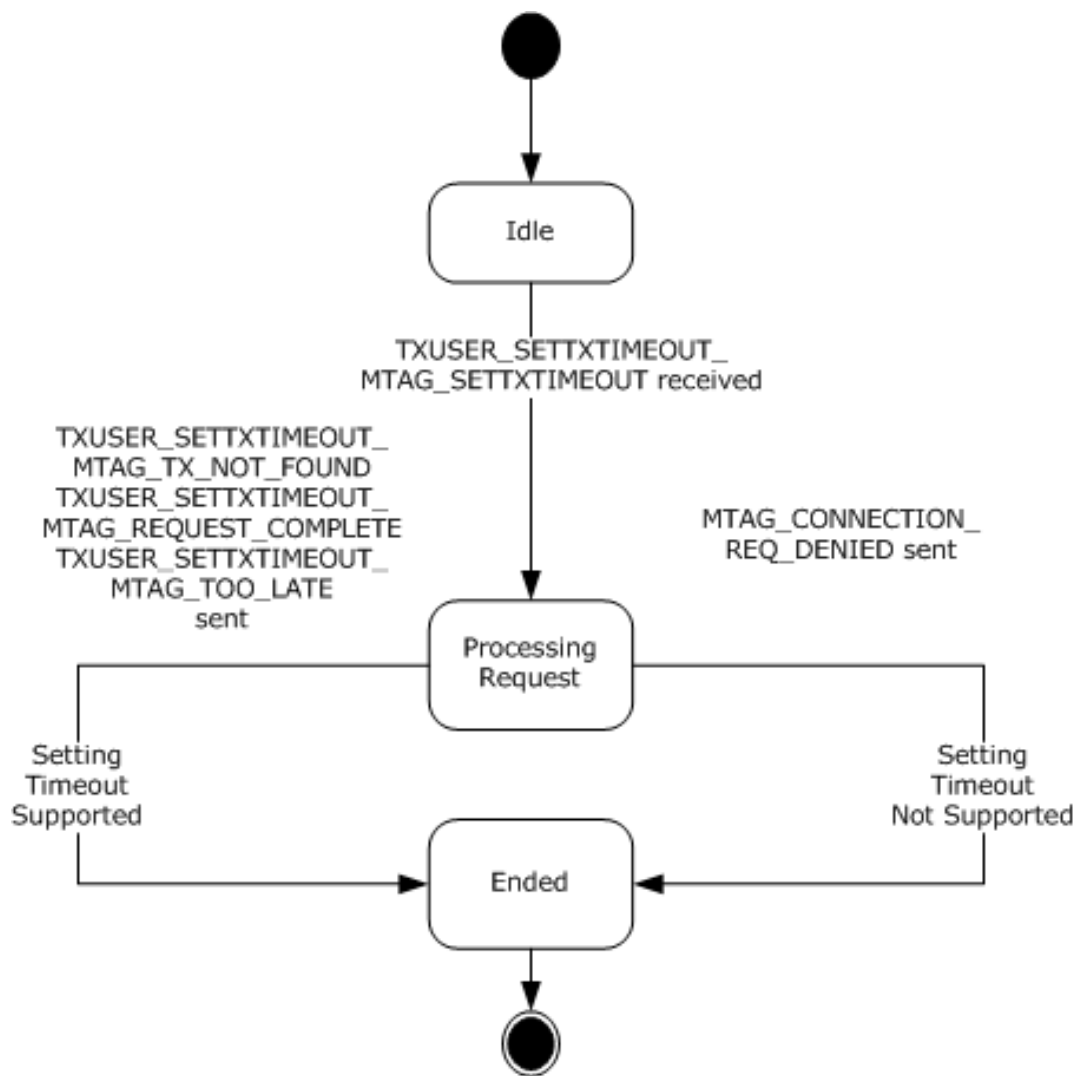 Idle
TXUSER_SETTXTIMEOUT_
MTAG_SETTXTIMEOUT received
TXUSER_SETTXTIMEOUT_
MTAG_TX_NOT_FOUND
TXUSER_SETTXTIMEOUT_
MTAG_REQUEST_COMPLETE
TXUSER_SETTXTIMEOUT_
MTAG_TOO_LATE
sent
MTAG_CONNECTION_
REQ_DENIED sent
Processing
Request
Setting
Timeout
Supported
Setting
Timeout
Not Supported
Ended